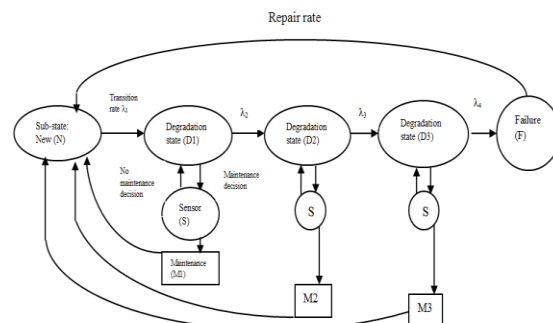 Repair rate
Transition
rate λ₁
λ₂
λ₃
λ₄
Sub-state:
New (N)
Degradation
state (D1)
Degradation
state (D2)
Degradation
state (D3)
Failure
(F)
No
maintenance
decision
Maintenance
decision
Sensor
(S)
S
S
Maintenance
(M1)
M2
M3